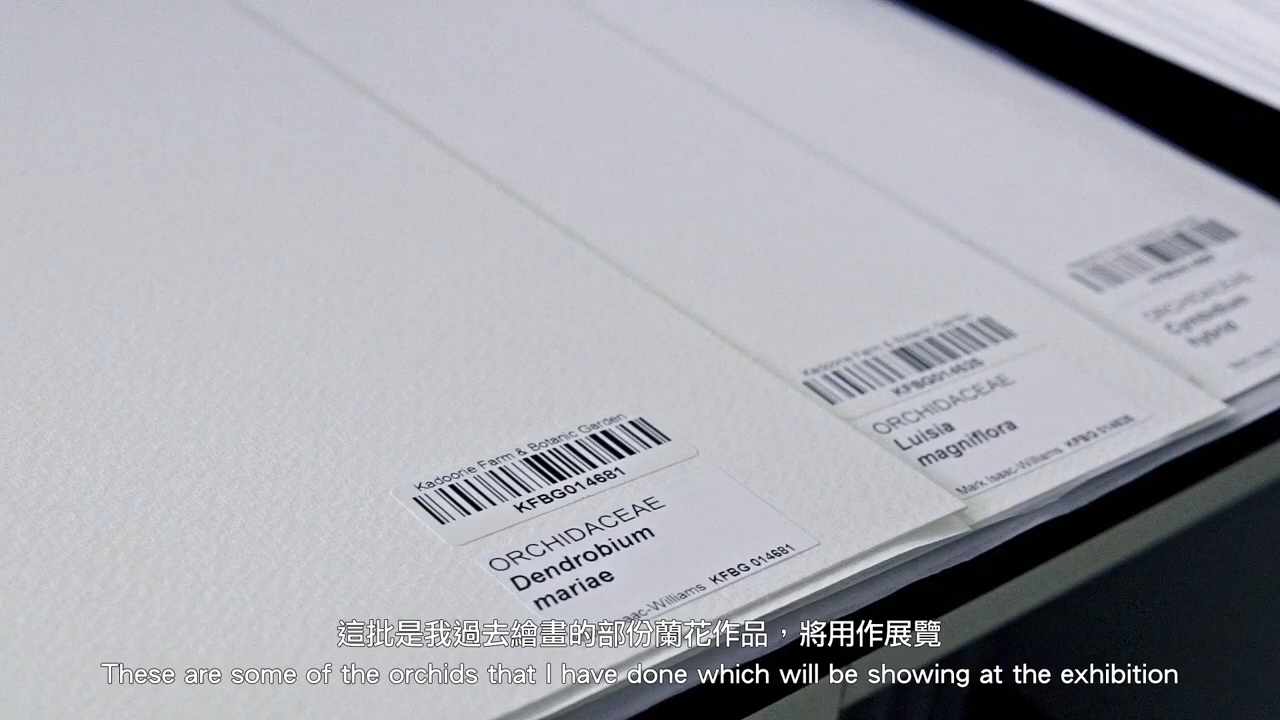 Kadoorie Farm & Botanic Garden
KFBG014681
ORCHIDACEAE
Dendrobium
mariae
Isaac-Williams KFBG 014681
Kadoorie Farm & Botanic Garden
KFBG014626
ORCHIDACEAE
Luisia
magniflora
Mark Isaac-Williams KFBG 014626
ORCHIDACEAE
Cymbidium
hybrid
這批是我過去繪畫的部份蘭花作品，將用作展覽
These are some of the orchids that I have done which will be showing at the exhibition